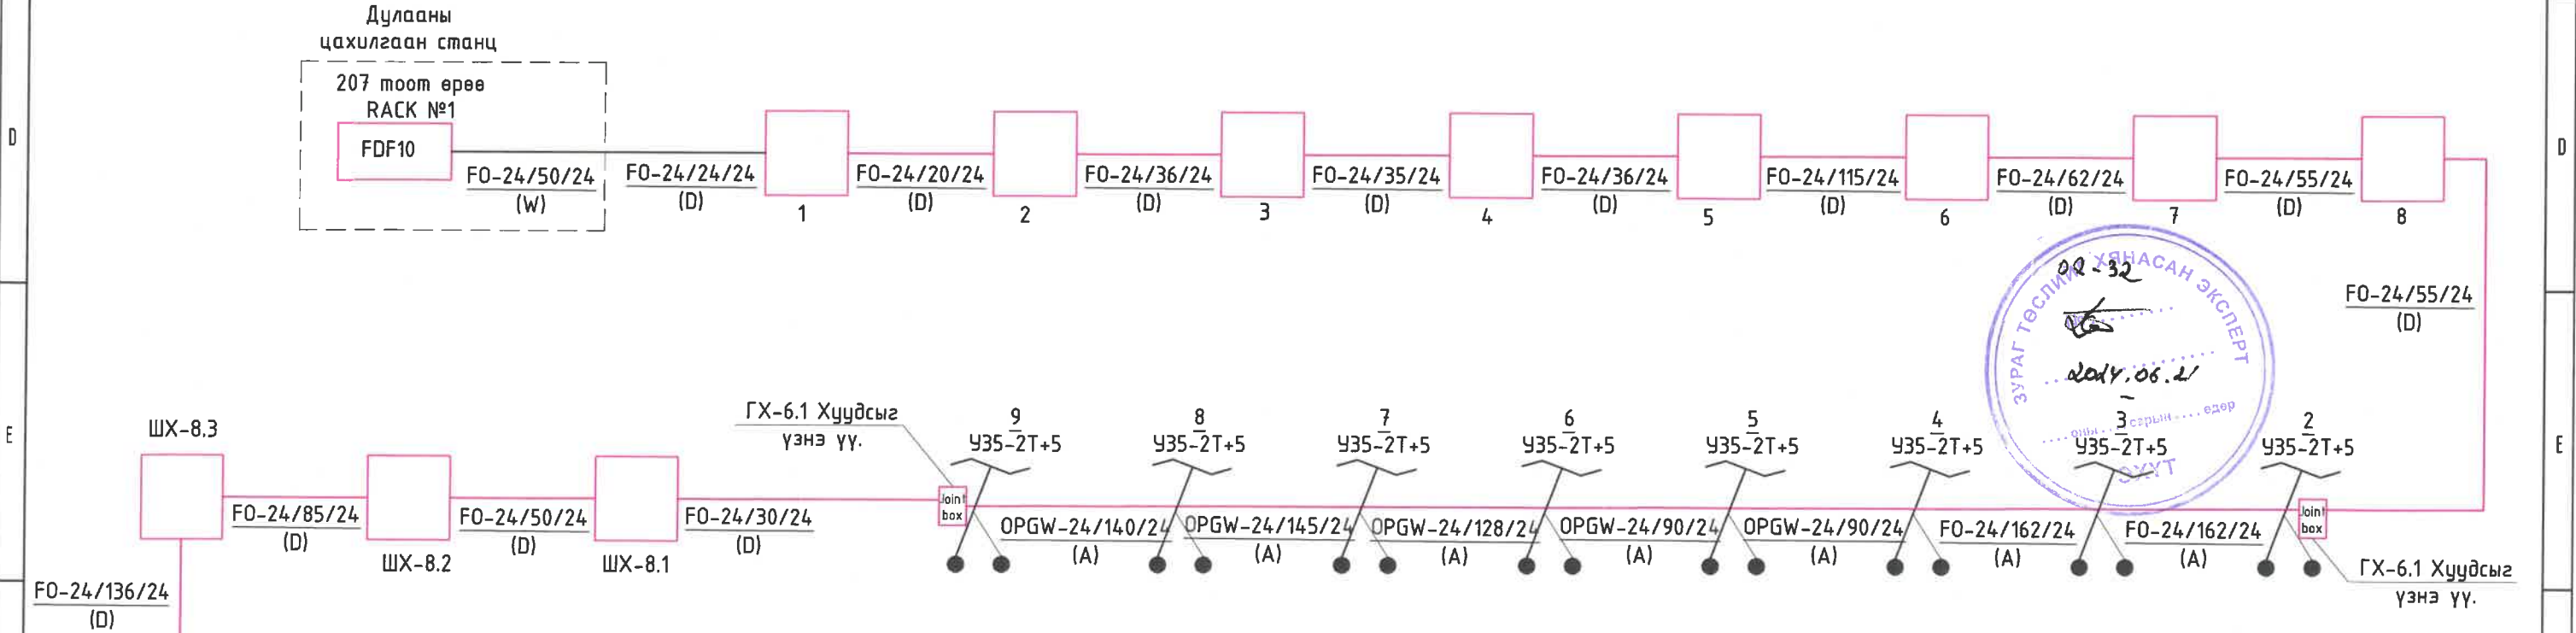 Дулааны
цахилгаан станц
207 тоот өрөө
RACK №1
FDF10
FO-24/50/24
(W)
FO-24/24/24
(D)
1
FO-24/20/24
(D)
2
FO-24/36/24
(D)
3
FO-24/35/24
(D)
4
FO-24/36/24
(D)
5
FO-24/115/24
(D)
6
FO-24/62/24
(D)
7
FO-24/55/24
(D)
8
D
D
FO-24/55/24
(D)
ЗУРАГ ТӨСЛИЙГ ХЯНАСАН ЭКСПЕРТ
02-32
2024.06.21
оны
сарын .... өдөр
ЭХҮТ
E
E
ШХ-8.3
FO-24/85/24
(D)
ШХ-8.2
FO-24/50/24
(D)
ШХ-8.1
FO-24/30/24
(D)
ГХ-6.1 Хуудсыг
үзнэ үү.
Joint
box
9
У35-2Т+5
OPGW-24/140/24
(A)
8
У35-2Т+5
OPGW-24/145/24
(A)
7
У35-2Т+5
OPGW-24/128/24
(A)
6
У35-2Т+5
OPGW-24/90/24
(A)
5
У35-2Т+5
OPGW-24/90/24
(A)
4
У35-2Т+5
FO-24/162/24
(A)
3
У35-2Т+5
FO-24/162/24
(A)
2
У35-2Т+5
Joint
box
ГХ-6.1 Хуудсыг
үзнэ үү.
FO-24/136/24
(D)